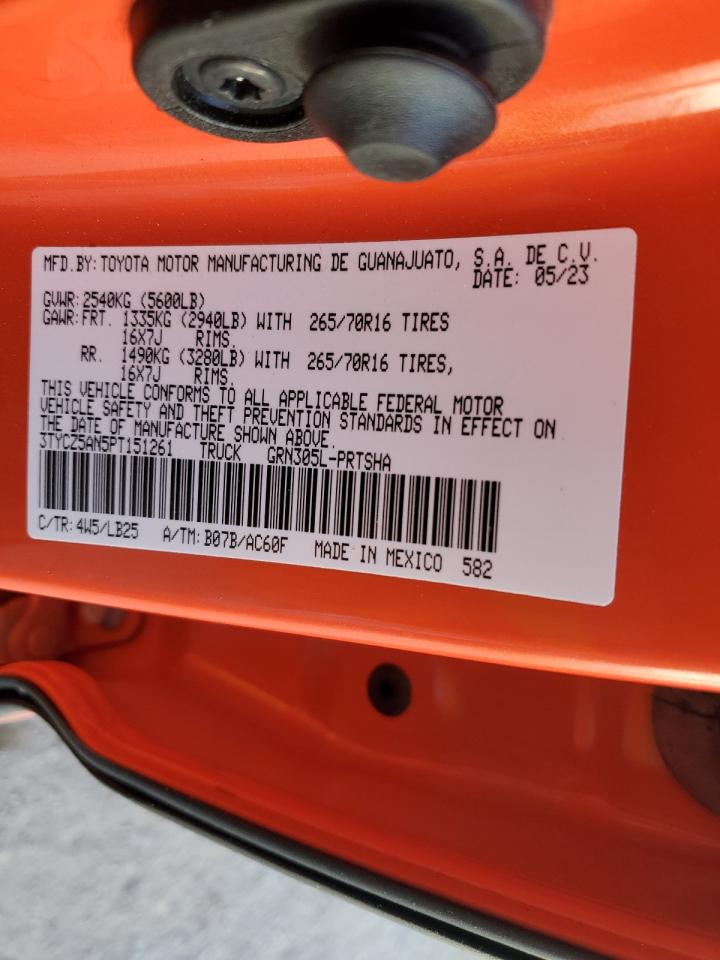 MFD.BY: TOYOTA MOTOR MANUFACTURING DE GUANAJUATO, S.A. DE C.V.
DATE: 05/23
GVWR: 2540KG (5600LB)
GAWR: FRT. 1335KG (2940LB) WITH 265/70R16 TIRES
16X7J RIMS.
RR. 1490KG (3280LB) WITH 265/70R16 TIRES,
16X7J RIMS.
THIS VEHICLE CONFORMS TO ALL APPLICABLE FEDERAL MOTOR
VEHICLE SAFETY AND THEFT PREVENTION STANDARDS IN EFFECT ON
THE DATE OF MANUFACTURE SHOWN ABOVE.
3TYCZ5AN5PT151261 TRUCK GRN305L-PRTSHA
C/TR: 4W5/LB25 A/TM: B07B/AC60F MADE IN MEXICO 582